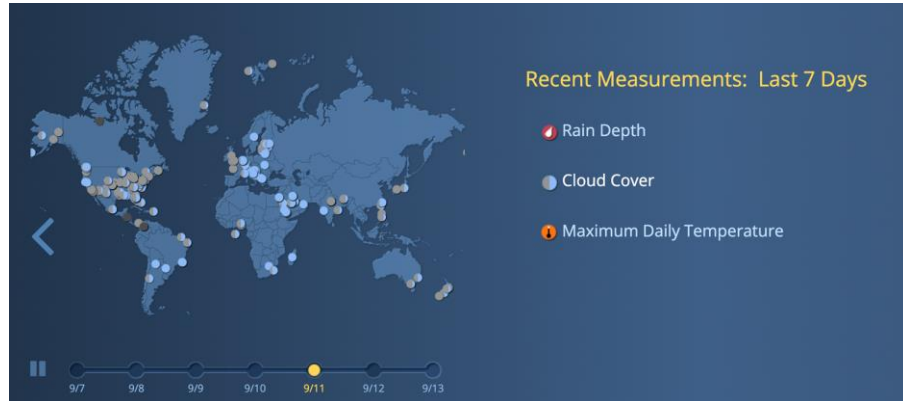 Recent Measurements: Last 7 Days
Rain Depth
Cloud Cover
Maximum Daily Temperature
9/7 9/8 9/9 9/10 9/11 9/12 9/13